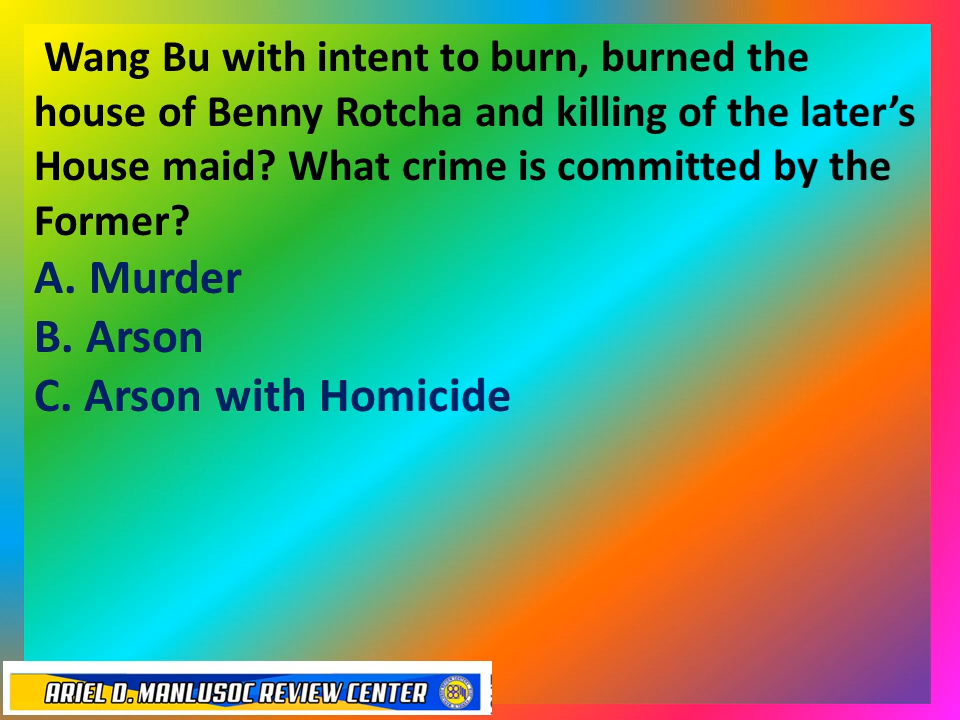 Wang Bu with intent to burn, burned the
house of Benny Rotcha and killing of the later’s
House maid? What crime is committed by the
Former?
A. Murder
B. Arson
C. Arson with Homicide
ARIEL D. MANLUSOC REVIEW CENTER